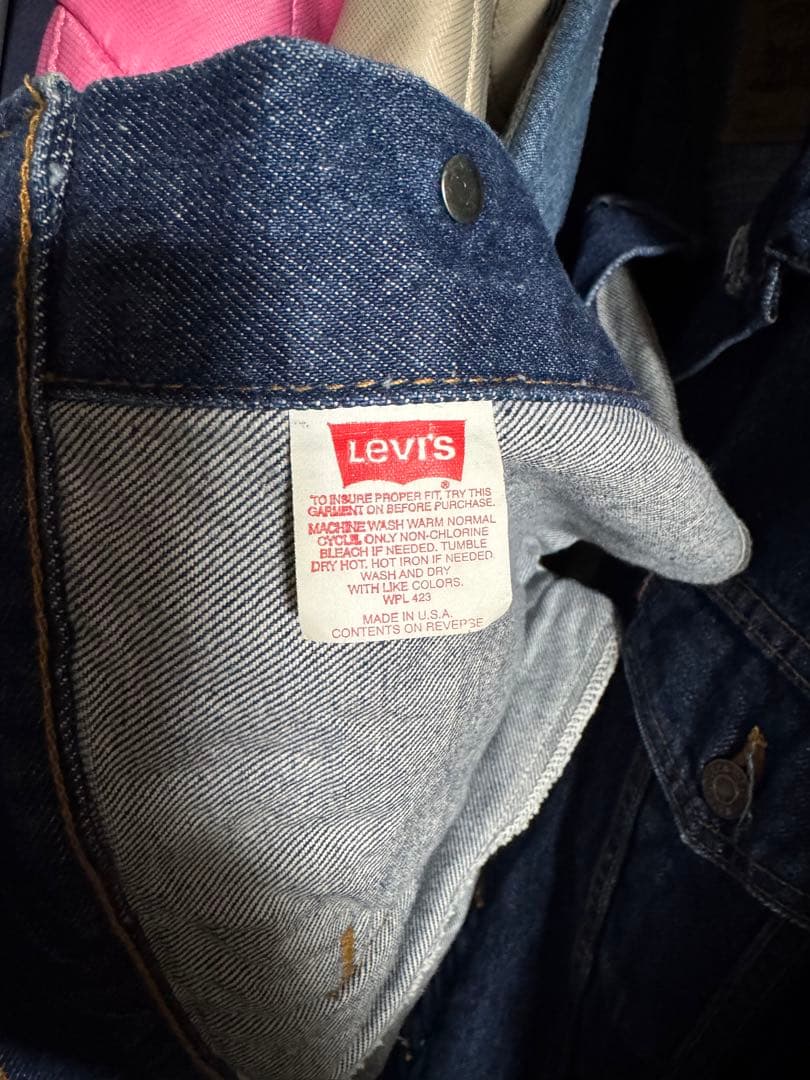 Levi's
®
TO INSURE PROPER FIT, TRY THIS
GARMENT ON BEFORE PURCHASE.
MACHINE WASH WARM NORMAL
CYCLE, ONLY NON-CHLORINE
BLEACH IF NEEDED. TUMBLE
DRY HOT. HOT IRON IF NEEDED.
WASH AND DRY
WITH LIKE COLORS.
WPL 423
MADE IN U.S.A.
CONTENTS ON REVERSE